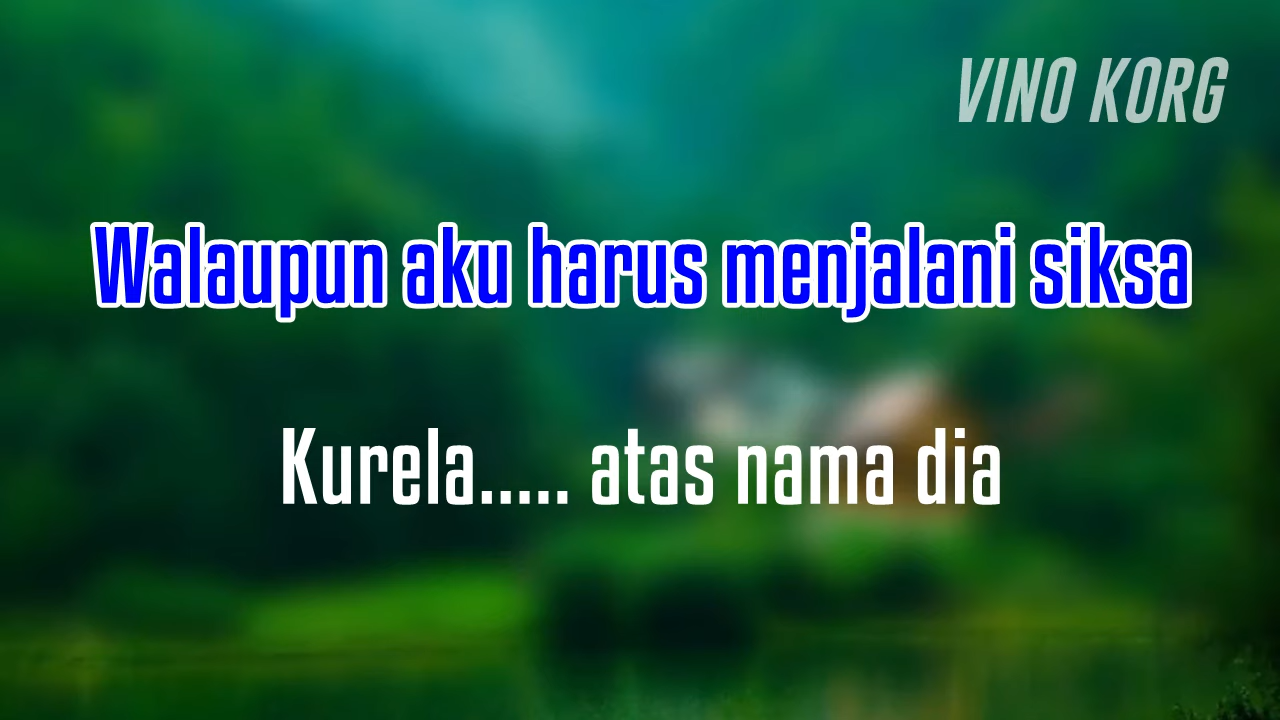 VINO KORG
Walaupun aku harus menjalani siksa
Kurela..... atas nama dia